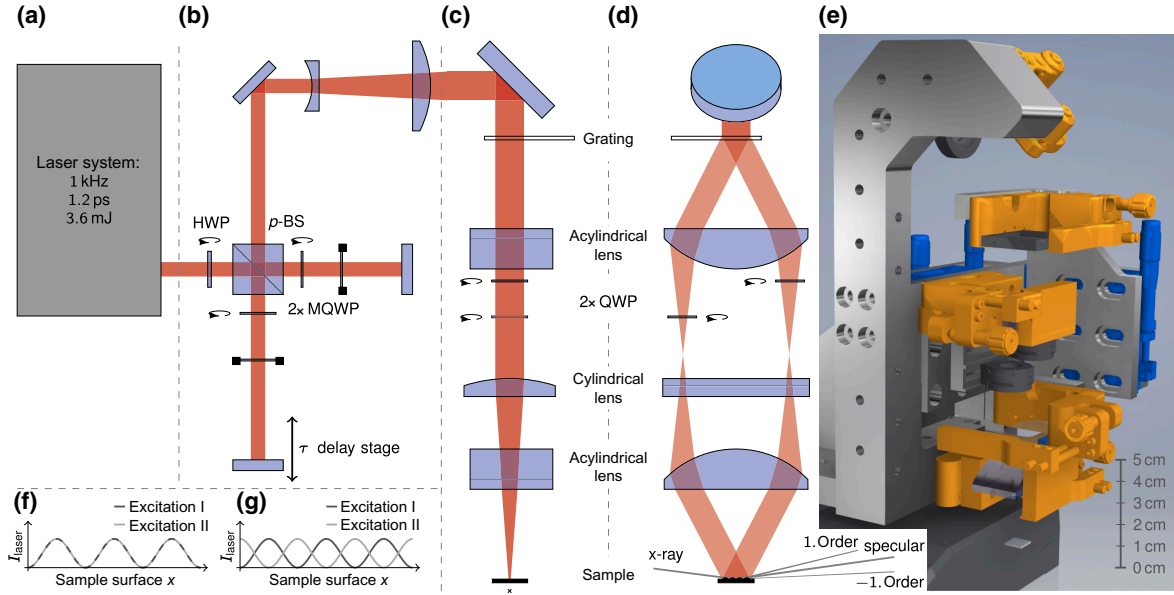 (a)
(b)
(c)
(d)
(e)
Laser system:
1 kHz
1.2 ps
3.6 mJ
HWP
p-BS
2× MQWP
τ delay stage
Grating
Acylindrical
lens
2× QWP
Cylindrical
lens
Acylindrical
lens
Sample
x-ray
1.Order
specular
−1.Order
5 cm
4 cm
3 cm
2 cm
1 cm
0 cm
(f)
Excitation I
Excitation II
I laser
Sample surface x
(g)
Excitation I
Excitation II
I laser
Sample surface x
×